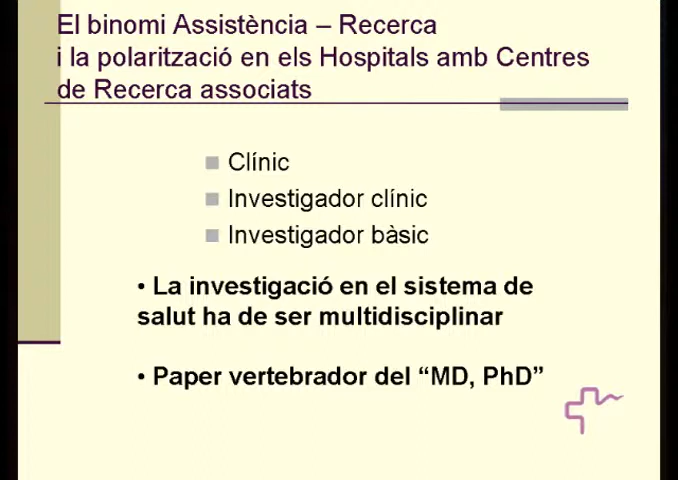 El binomi Assistència – Recerca
i la polarització en els Hospitals amb Centres
de Recerca associats
Clínic
Investigador clínic
Investigador bàsic
• La investigació en el sistema de
salut ha de ser multidisciplinar
• Paper vertebrador del “MD, PhD”